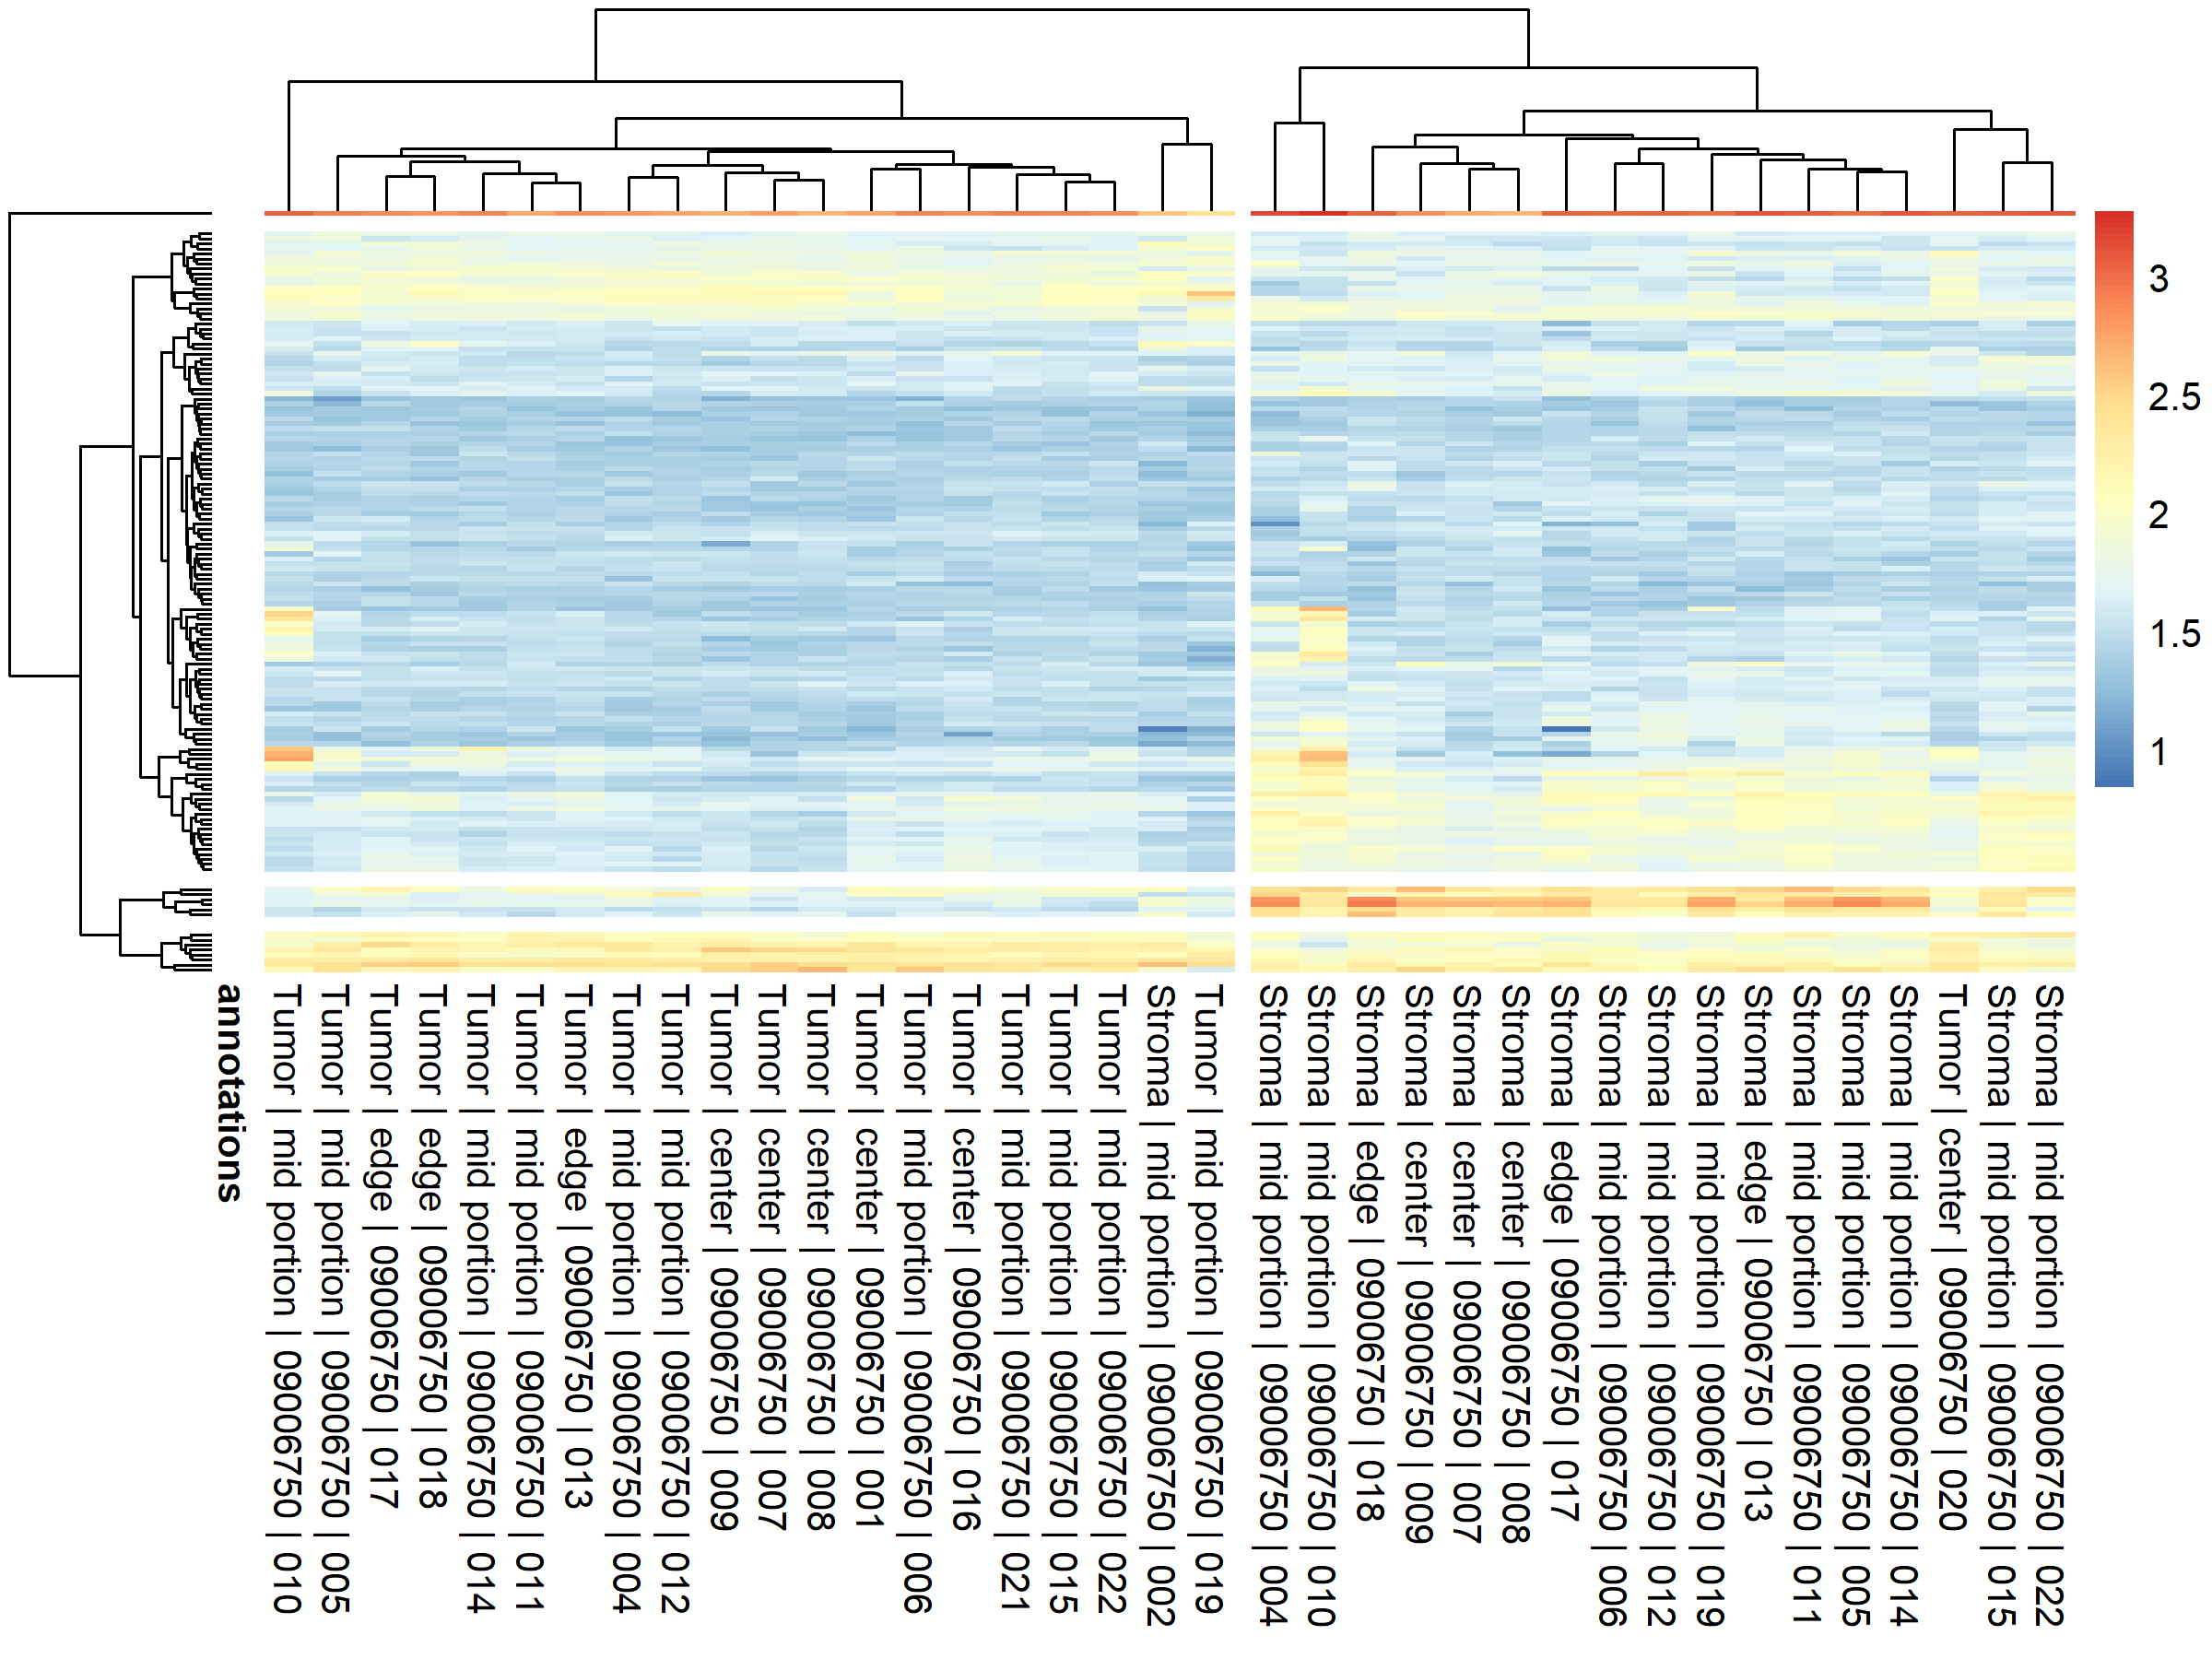 3
2.5
2
1.5
1
annotations
Tumor | mid portion | 09006750 | 010
Tumor | mid portion | 09006750 | 005
Tumor | edge | 09006750 | 017
Tumor | edge | 09006750 | 018
Tumor | mid portion | 09006750 | 014
Tumor | mid portion | 09006750 | 011
Tumor | edge | 09006750 | 013
Tumor | mid portion | 09006750 | 004
Tumor | mid portion | 09006750 | 012
Tumor | center | 09006750 | 009
Tumor | center | 09006750 | 007
Tumor | center | 09006750 | 008
Tumor | center | 09006750 | 001
Tumor | mid portion | 09006750 | 006
Tumor | center | 09006750 | 016
Tumor | mid portion | 09006750 | 021
Tumor | mid portion | 09006750 | 015
Tumor | mid portion | 09006750 | 022
Stroma | mid portion | 09006750 | 002
Tumor | mid portion | 09006750 | 019
Stroma | mid portion | 09006750 | 004
Stroma | mid portion | 09006750 | 010
Stroma | edge | 09006750 | 018
Stroma | center | 09006750 | 009
Stroma | center | 09006750 | 007
Stroma | center | 09006750 | 008
Stroma | edge | 09006750 | 017
Stroma | mid portion | 09006750 | 006
Stroma | mid portion | 09006750 | 012
Stroma | mid portion | 09006750 | 019
Stroma | edge | 09006750 | 013
Stroma | mid portion | 09006750 | 011
Stroma | mid portion | 09006750 | 005
Stroma | mid portion | 09006750 | 014
Tumor | center | 09006750 | 020
Stroma | mid portion | 09006750 | 015
Stroma | mid portion | 09006750 | 022